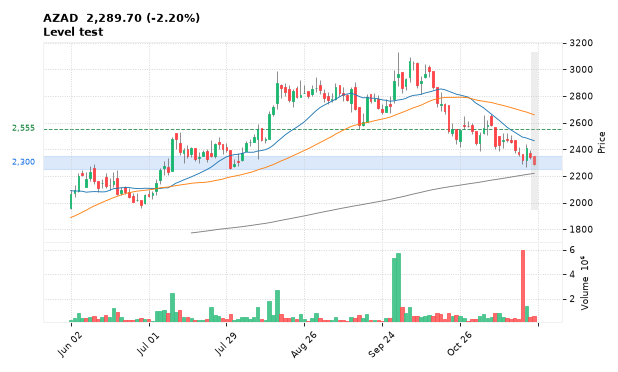 AZAD 2,289.70 (-2.20%)
Level test
3200
3000
2800
2600
2400
2200
2000
1800
Price
2,555
2,300
6
4
2
Volume 10⁶
Jun 02
Jul 01
Jul 29
Aug 26
Sep 24
Oct 26